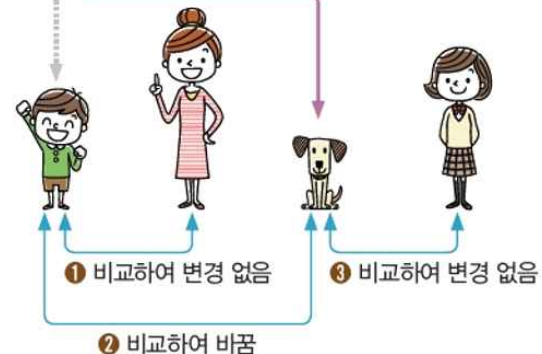 ❶ 비교하여 변경 없음
❸ 비교하여 변경 없음
❷ 비교하여 바꿈